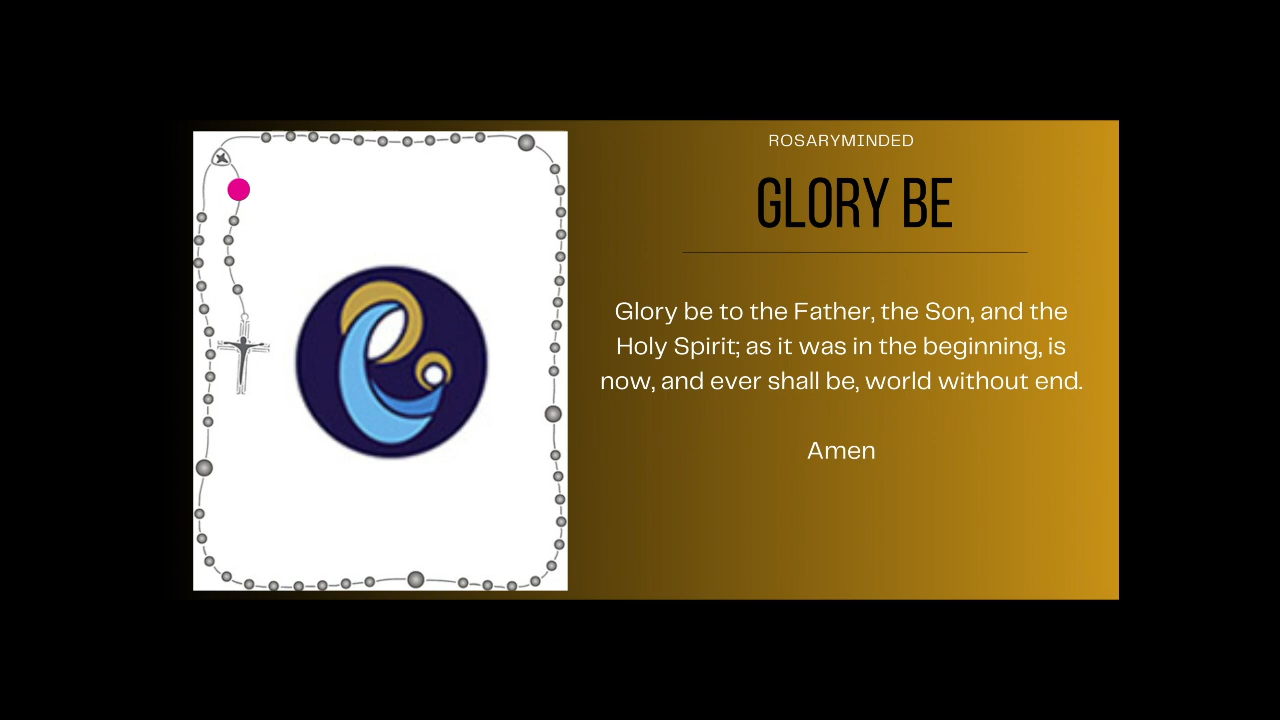 ROSARYMINDED
GLORY BE
Glory be to the Father, the Son, and the
Holy Spirit; as it was in the beginning, is
now, and ever shall be, world without end.
Amen